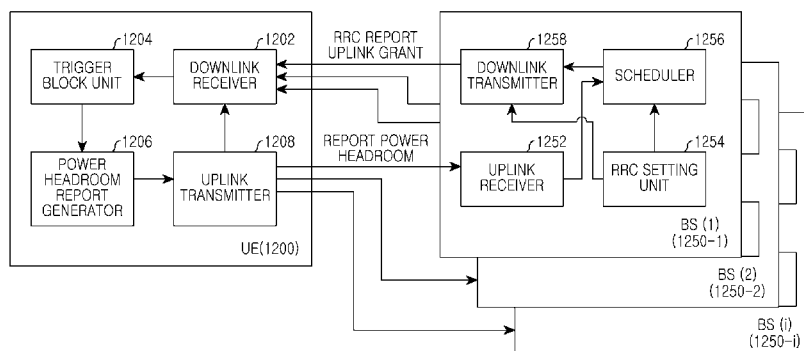 1204
TRIGGER
BLOCK UNIT
1202
DOWNLINK
RECEIVER
1206
POWER
HEADROOM
REPORT
GENERATOR
1208
UPLINK
TRANSMITTER
UE(1200)
RRC REPORT
UPLINK GRANT
REPORT POWER
HEADROOM
1258
DOWNLINK
TRANSMITTER
1256
SCHEDULER
1252
UPLINK
RECEIVER
1254
RRC SETTING
UNIT
BS (1)
(1250-1)
BS (2)
(1250-2)
BS (i)
(1250-i)